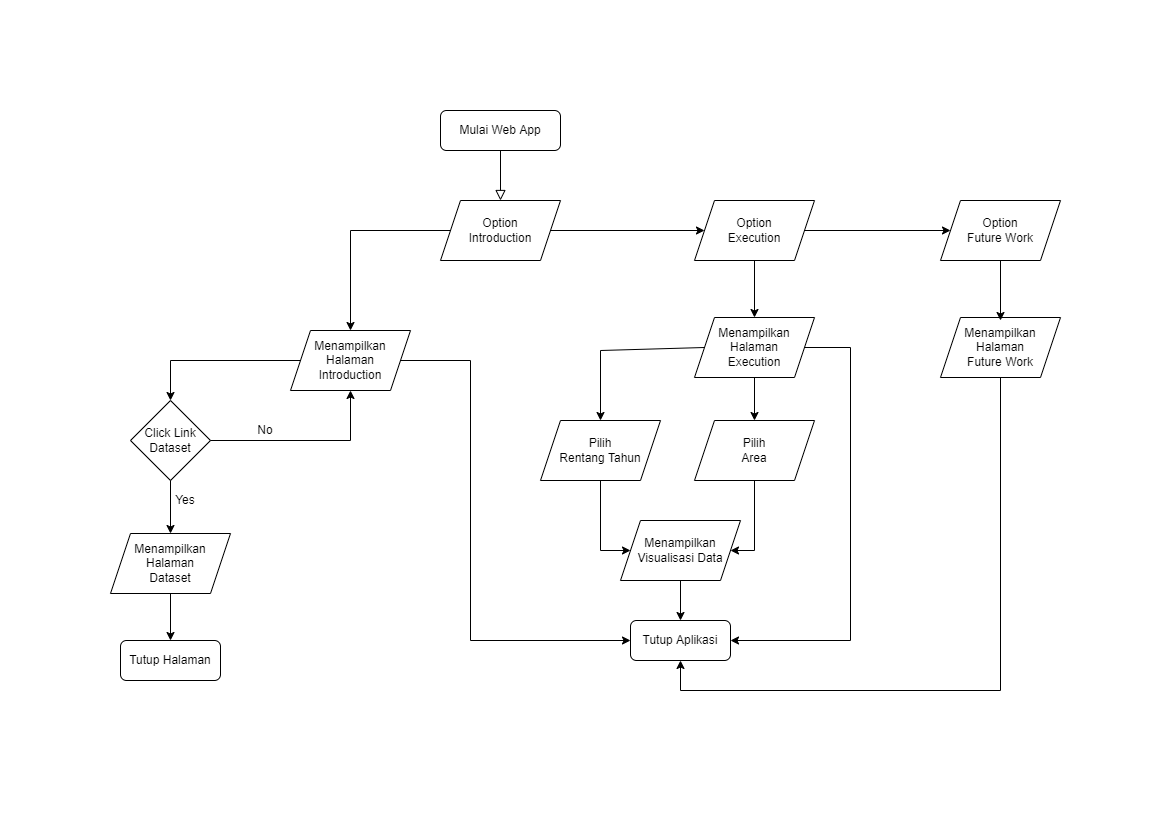 Mulai Web App
Option
Introduction
Option
Execution
Option
Future Work
Menampilkan
Halaman
Introduction
Menampilkan
Halaman
Execution
Menampilkan
Halaman
Future Work
Click Link
Dataset
No
Yes
Pilih
Rentang Tahun
Pilih
Area
Menampilkan
Halaman
Dataset
Menampilkan
Visualisasi Data
Tutup Halaman
Tutup Aplikasi